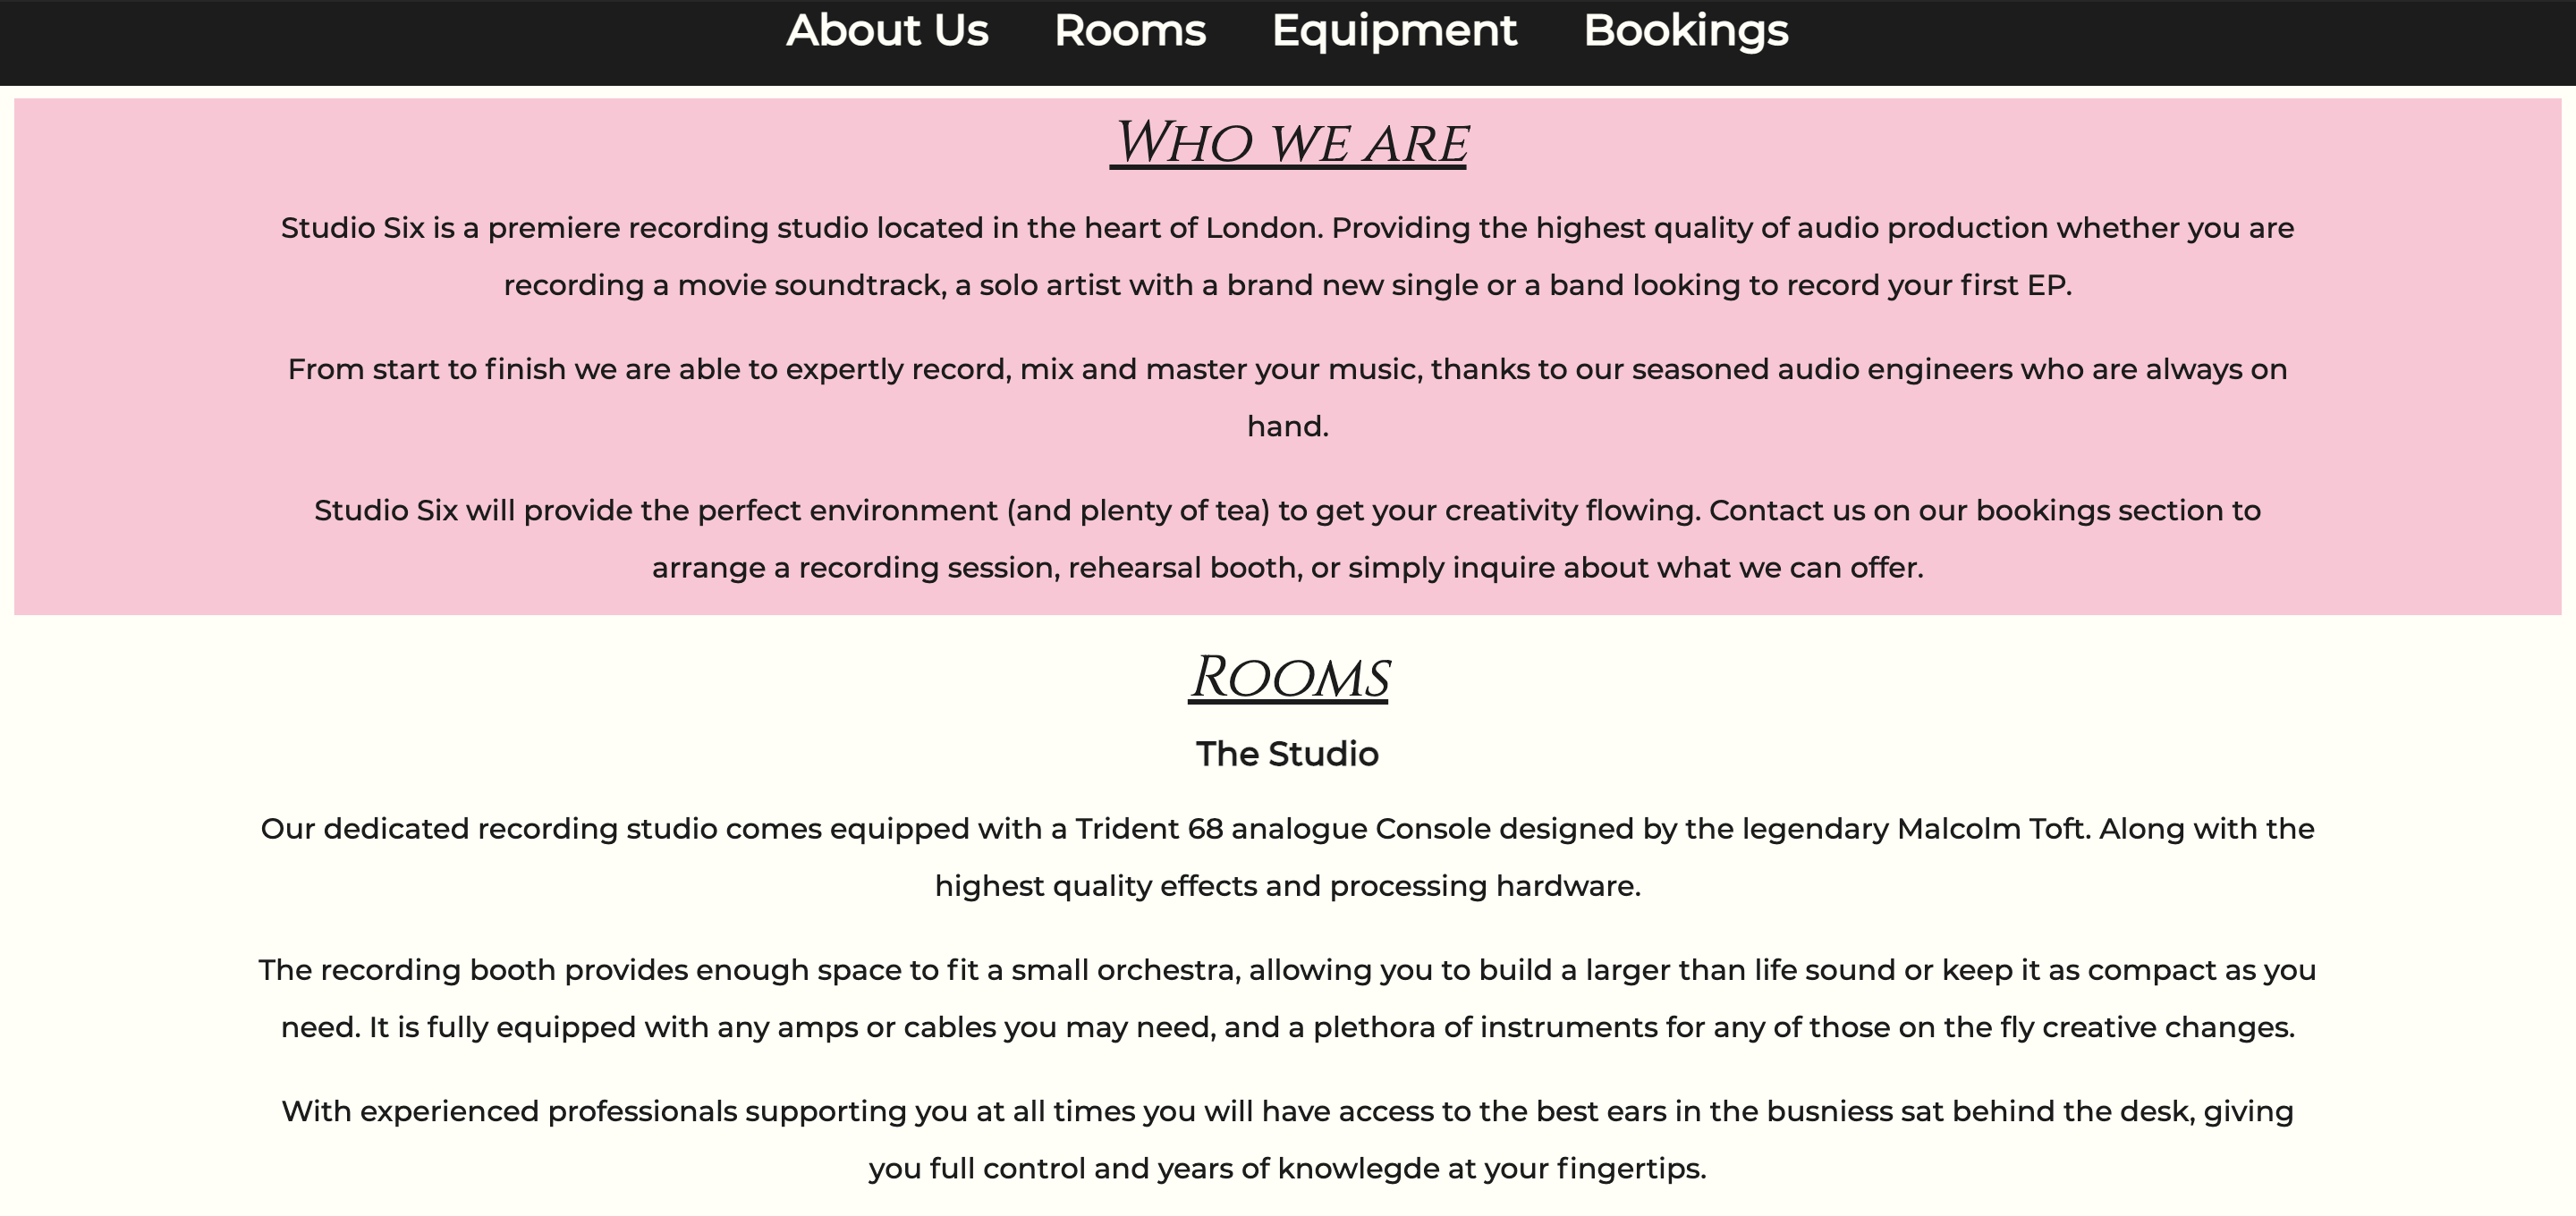 About Us Rooms Equipment Bookings
Who we are
Studio Six is a premiere recording studio located in the heart of London. Providing the highest quality of audio production whether you are
recording a movie soundtrack, a solo artist with a brand new single or a band looking to record your first EP.
From start to finish we are able to expertly record, mix and master your music, thanks to our seasoned audio engineers who are always on
hand.
Studio Six will provide the perfect environment (and plenty of tea) to get your creativity flowing. Contact us on our bookings section to
arrange a recording session, rehearsal booth, or simply inquire about what we can offer.
Rooms
The Studio
Our dedicated recording studio comes equipped with a Trident 68 analogue Console designed by the legendary Malcolm Toft. Along with the
highest quality effects and processing hardware.
The recording booth provides enough space to fit a small orchestra, allowing you to build a larger than life sound or keep it as compact as you
need. It is fully equipped with any amps or cables you may need, and a plethora of instruments for any of those on the fly creative changes.
With experienced professionals supporting you at all times you will have access to the best ears in the busniess sat behind the desk, giving
you full control and years of knowlegde at your fingertips.